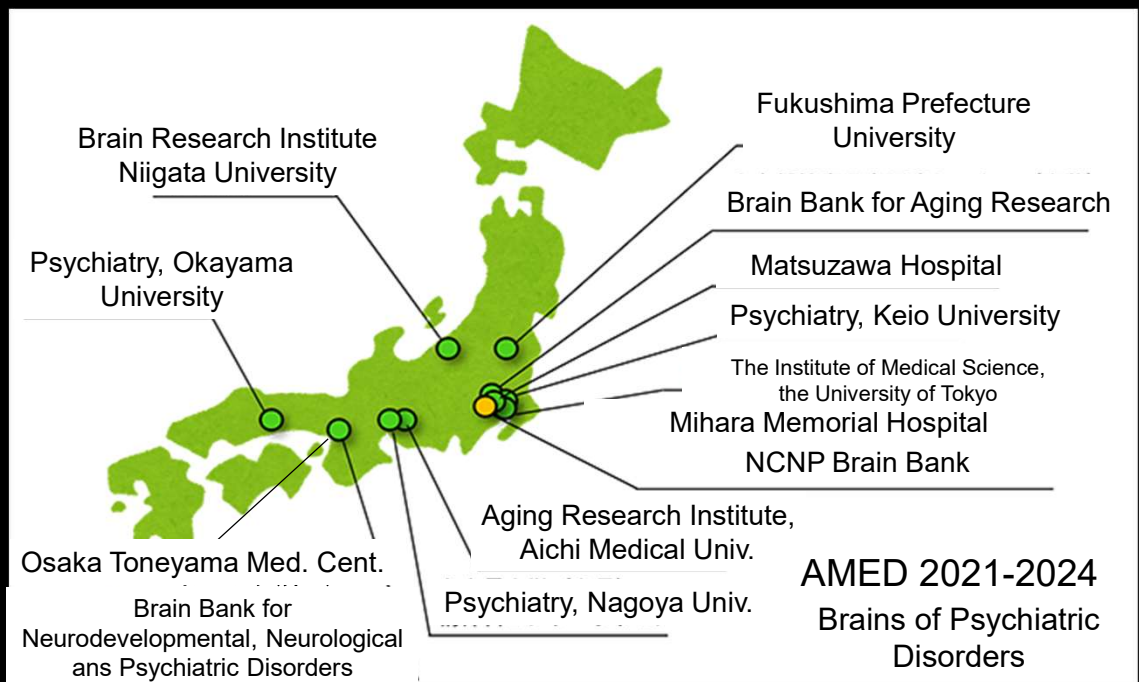 Brain Research Institute
Niigata University
Psychiatry, Okayama
University
Fukushima Prefecture
University
Brain Bank for Aging Research
Matsuzawa Hospital
Psychiatry, Keio University
The Institute of Medical Science,
the University of Tokyo
Mihara Memorial Hospital
NCNP Brain Bank
Aging Research Institute,
Aichi Medical Univ.
Psychiatry, Nagoya Univ.
Osaka Toneyama Med. Cent.
Brain Bank for
Neurodevelopmental, Neurological
ans Psychiatric Disorders
AMED 2021-2024
Brains of Psychiatric
Disorders